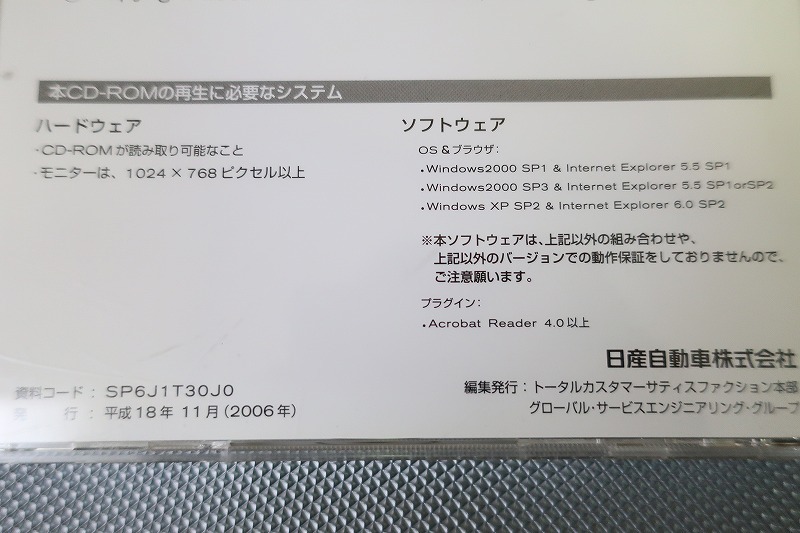 本CD-ROMの再生に必要なシステム
ハードウェア
・CD-ROMが読み取り可能なこと
・モニターは、1024×768ピクセル以上
ソフトウェア
OS＆ブラウザ：
・Windows2000 SP1 & Internet Explorer 5.5 SP1
・Windows2000 SP3 & Internet Explorer 5.5 SP1orSP2
・Windows XP SP2 & Internet Explorer 6.0 SP2
※本ソフトウェアは、上記以外の組み合わせや、
上記以外のバージョンでの動作保証をしておりませんので、
ご注意願います。
プラグイン：
・Acrobat Reader 4.0以上
日産自動車株式会社
資料コード： SP6J1T30J0
発　行： 平成18年 11月（2006年）
編集発行：トータルカスタマーサティスファクション本部
グローバル・サービスエンジニアリング・グループ